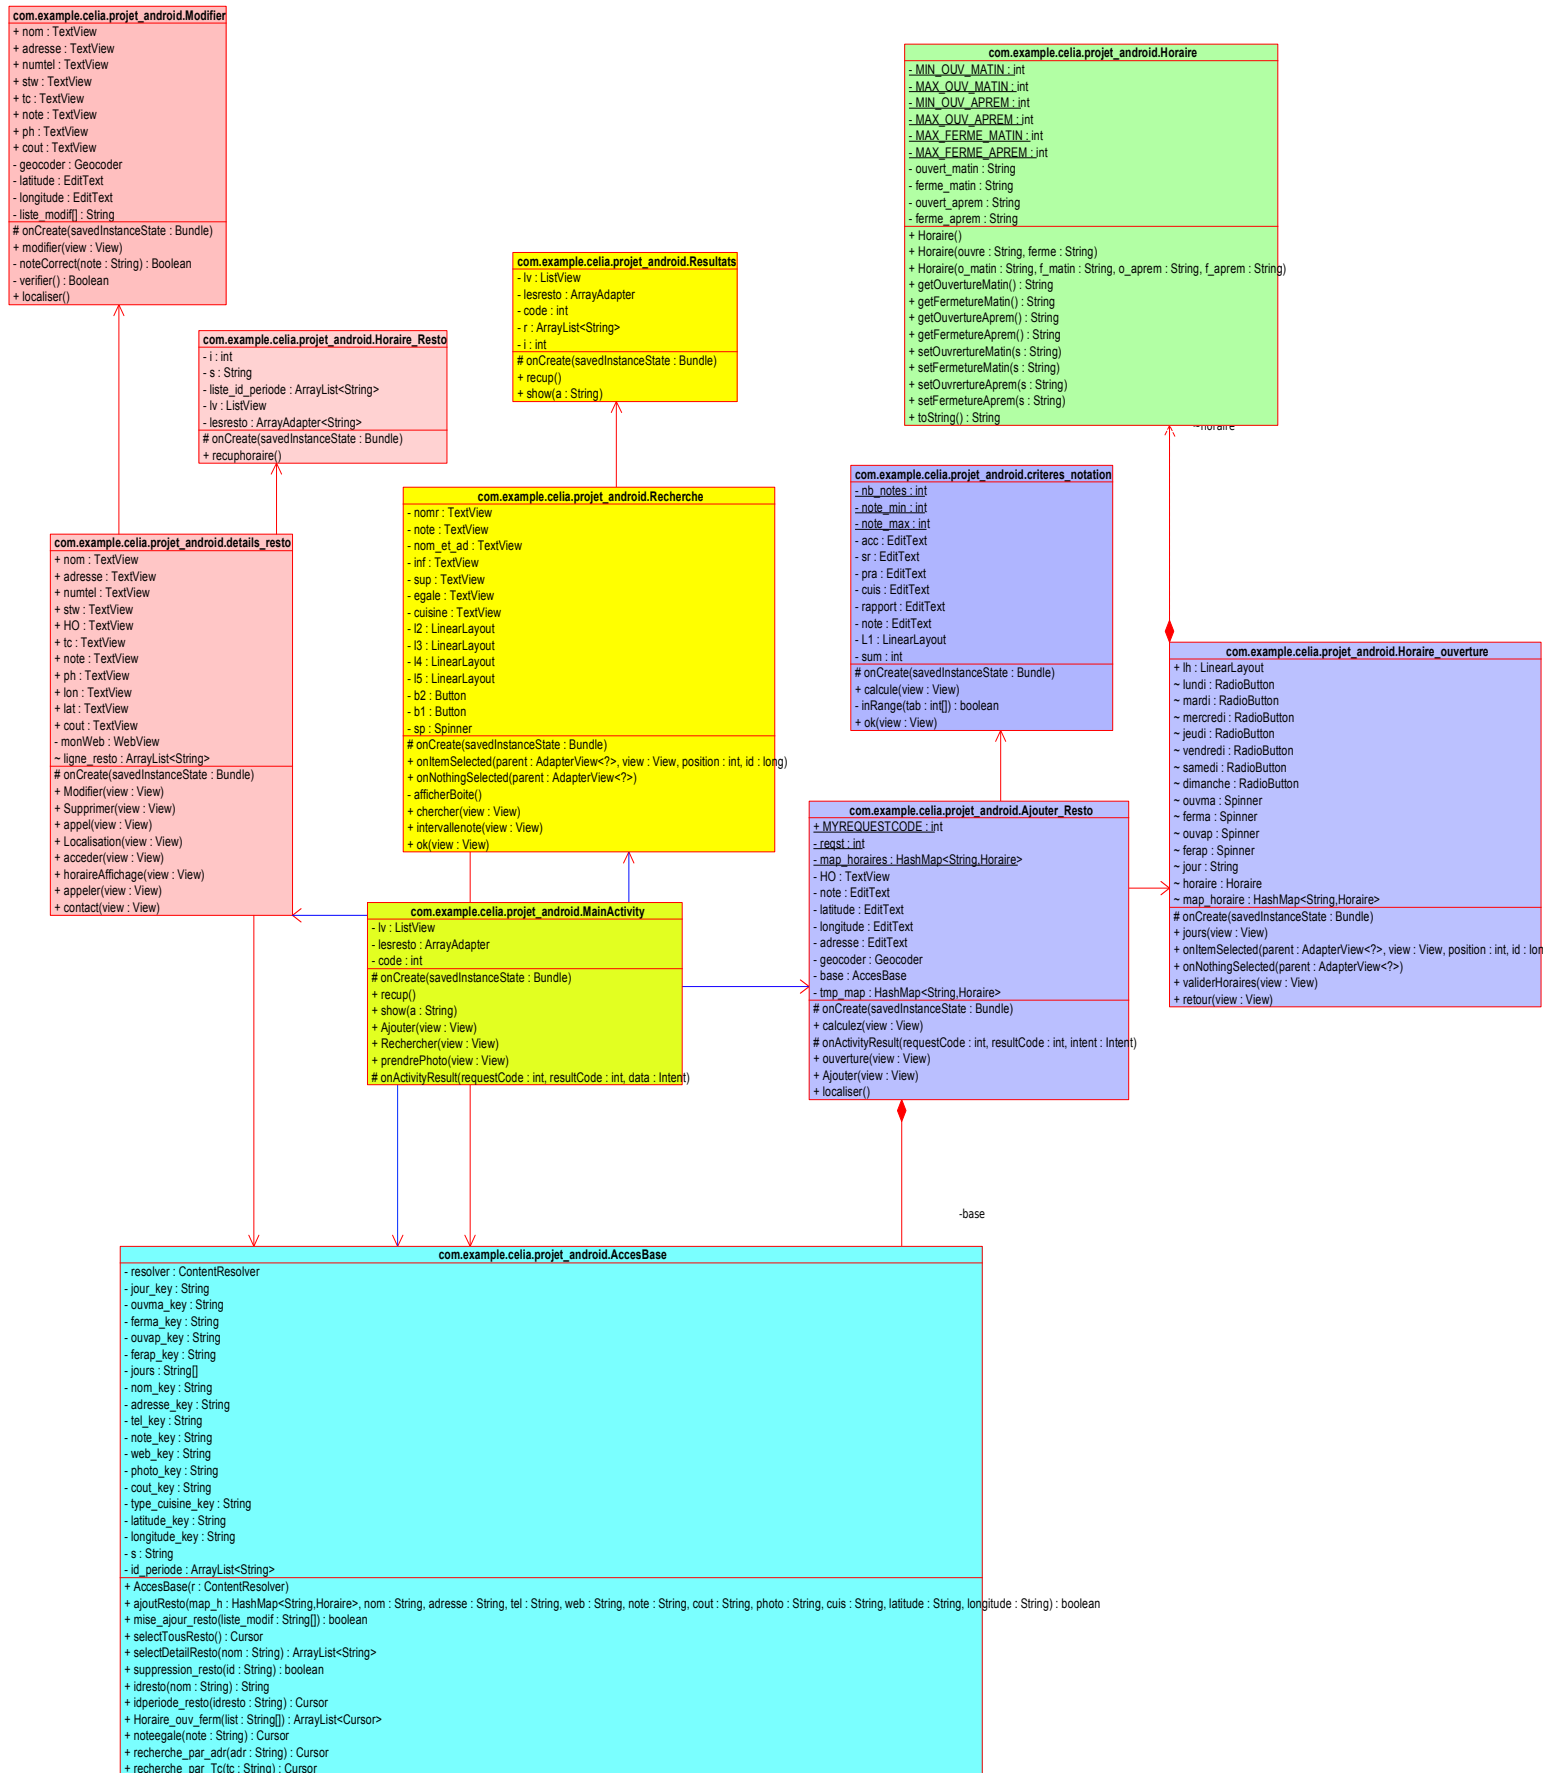 com.example.celia.projet_android.Modifier
+ nom : TextView
+ adresse : TextView
+ numtel : TextView
+ stw : TextView
+ tc : TextView
+ note : TextView
+ ph : TextView
+ cout : TextView
- geocoder : Geocoder
- latitude : EditText
- longitude : EditText
- liste_modif[] : String
# onCreate(savedInstanceState : Bundle)
+ modifier(view : View)
- noteCorrect(note : String) : Boolean
- verifier() : Boolean
+ localiser()
com.example.celia.projet_android.Horaire
- MIN_OUV_MATIN : int
- MAX_OUV_MATIN : int
- MIN_OUV_APREM : int
- MAX_OUV_APREM : int
- MAX_FERME_MATIN : int
- MAX_FERME_APREM : int
- ouvert_matin : String
- ferme_matin : String
- ouvert_aprem : String
- ferme_aprem : String
+ Horaire()
+ Horaire(ouvre : String, ferme : String)
+ Horaire(o_matin : String, f_matin : String, o_aprem : String, f_aprem : String)
+ getOuvertureMatin() : String
+ getFermetureMatin() : String
+ getOuvertureAprem() : String
+ getFermetureAprem() : String
+ setOuvrertureMatin(s : String)
+ setFermetureMatin(s : String)
+ setOuvrertureAprem(s : String)
+ setFermetureAprem(s : String)
+ toString() : String
~horaire
com.example.celia.projet_android.Resultats
- lv : ListView
- lesresto : ArrayAdapter
- code : int
- r : ArrayList<String>
- i : int
# onCreate(savedInstanceState : Bundle)
+ recup()
+ show(a : String)
com.example.celia.projet_android.Horaire_Resto
- i : int
- s : String
- liste_id_periode : ArrayList<String>
- lv : ListView
- lesresto : ArrayAdapter<String>
# onCreate(savedInstanceState : Bundle)
+ recuphoraire()
com.example.celia.projet_android.criteres_notation
- nb_notes : int
- note_min : int
- note_max : int
- acc : EditText
- sr : EditText
- pra : EditText
- cuis : EditText
- rapport : EditText
- note : EditText
- L1 : LinearLayout
- sum : int
# onCreate(savedInstanceState : Bundle)
+ calcule(view : View)
- inRange(tab : int[]) : boolean
+ ok(view : View)
com.example.celia.projet_android.Recherche
- nomr : TextView
- note : TextView
- nom_et_ad : TextView
- inf : TextView
- sup : TextView
- egale : TextView
- cuisine : TextView
- l2 : LinearLayout
- l3 : LinearLayout
- l4 : LinearLayout
- l5 : LinearLayout
- b2 : Button
- b1 : Button
- sp : Spinner
# onCreate(savedInstanceState : Bundle)
+ onItemSelected(parent : AdapterView<?>, view : View, position : int, id : long)
+ onNothingSelected(parent : AdapterView<?>)
- afficherBoite()
+ chercher(view : View)
+ intervallenote(view : View)
+ ok(view : View)
com.example.celia.projet_android.details_resto
+ nom : TextView
+ adresse : TextView
+ numtel : TextView
+ stw : TextView
+ HO : TextView
+ tc : TextView
+ note : TextView
+ ph : TextView
+ lon : TextView
+ lat : TextView
+ cout : TextView
- monWeb : WebView
~ ligne_resto : ArrayList<String>
# onCreate(savedInstanceState : Bundle)
+ Modifier(view : View)
+ Supprimer(view : View)
+ appel(view : View)
+ Localisation(view : View)
+ acceder(view : View)
+ horaireAffichage(view : View)
+ appeler(view : View)
+ contact(view : View)
com.example.celia.projet_android.Horaire_ouverture
+ lh : LinearLayout
~ lundi : RadioButton
~ mardi : RadioButton
~ mercredi : RadioButton
~ jeudi : RadioButton
~ vendredi : RadioButton
~ samedi : RadioButton
~ dimanche : RadioButton
~ ouvma : Spinner
~ ferma : Spinner
~ ouvap : Spinner
~ ferap : Spinner
~ jour : String
~ horaire : Horaire
~ map_horaire : HashMap<String,Horaire>
# onCreate(savedInstanceState : Bundle)
+ jours(view : View)
+ onItemSelected(parent : AdapterView<?>, view : View, position : int, id : lon
+ onNothingSelected(parent : AdapterView<?>)
+ validerHoraires(view : View)
+ retour(view : View)
com.example.celia.projet_android.Ajouter_Resto
+ MYREQUESTCODE : int
- reqst : int
- map_horaires : HashMap<String,Horaire>
- HO : TextView
- note : EditText
- latitude : EditText
- longitude : EditText
- adresse : EditText
- geocoder : Geocoder
- base : AccesBase
- tmp_map : HashMap<String,Horaire>
# onCreate(savedInstanceState : Bundle)
+ calculez(view : View)
# onActivityResult(requestCode : int, resultCode : int, intent : Intent)
+ ouverture(view : View)
+ Ajouter(view : View)
+ localiser()
com.example.celia.projet_android.MainActivity
- lv : ListView
- lesresto : ArrayAdapter
- code : int
# onCreate(savedInstanceState : Bundle)
+ recup()
+ show(a : String)
+ Ajouter(view : View)
+ Rechercher(view : View)
+ prendrePhoto(view : View)
# onActivityResult(requestCode : int, resultCode : int, data : Intent)
-base
com.example.celia.projet_android.AccesBase
- resolver : ContentResolver
- jour_key : String
- ouvma_key : String
- ferma_key : String
- ouvap_key : String
- ferap_key : String
- jours : String[]
- nom_key : String
- adresse_key : String
- tel_key : String
- note_key : String
- web_key : String
- photo_key : String
- cout_key : String
- type_cuisine_key : String
- latitude_key : String
- longitude_key : String
- s : String
- id_periode : ArrayList<String>
+ AccesBase(r : ContentResolver)
+ ajoutResto(map_h : HashMap<String,Horaire>, nom : String, adresse : String, tel : String, web : String, note : String, cout : String, photo : String, cuis : String, latitude : String, longitude : String) : boolean
+ mise_ajour_resto(liste_modif : String[]) : boolean
+ selectTousResto() : Cursor
+ selectDetailResto(nom : String) : ArrayList<String>
+ suppression_resto(id : String) : boolean
+ idresto(nom : String) : String
+ idperiode_resto(idresto : String) : Cursor
+ Horaire_ouv_ferm(list : String[]) : ArrayList<Cursor>
+ noteegale(note : String) : Cursor
+ recherche_par_adr(adr : String) : Cursor
+ recherche_par_Tc(tc : String) : Cursor